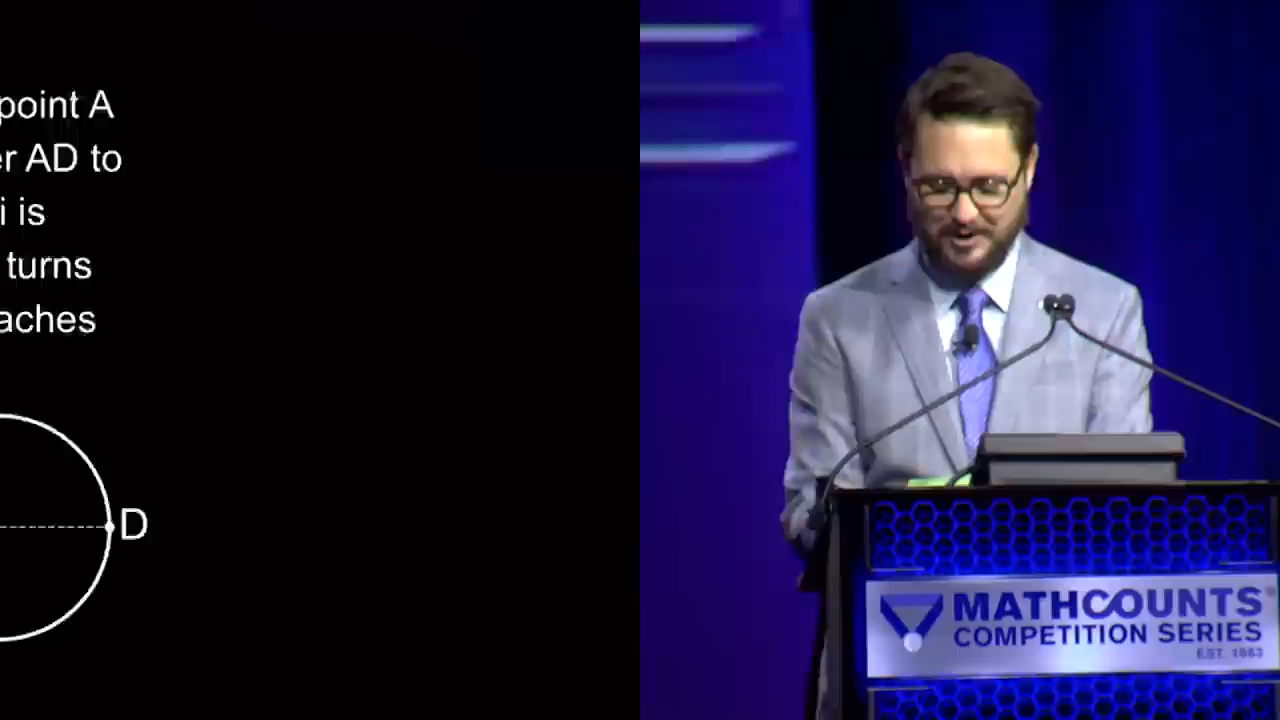 point A
er AD to
i is
turns
aches
D
MATHCOUNTS
COMPETITION SERIES
EST. 1983